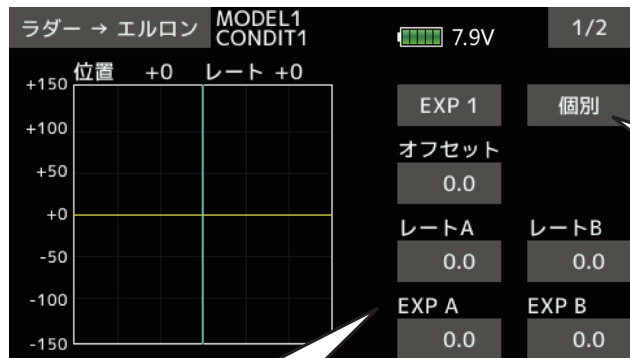 ラダー → エルロン MODEL1 7.9V 1/2
CONDIT1
位置 +0 レート +0
+150
+100
+50
+0
-50
-100
-150
EXP 1 個別
オフセット
0.0
レートA レートB
0.0 0.0
EXP A EXP B
0.0 0.0